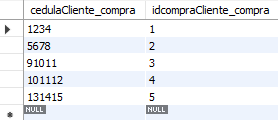 cedulaCliente_compra idcompraCliente_compra
1234 1
5678 2
91011 3
101112 4
131415 5
NULL NULL